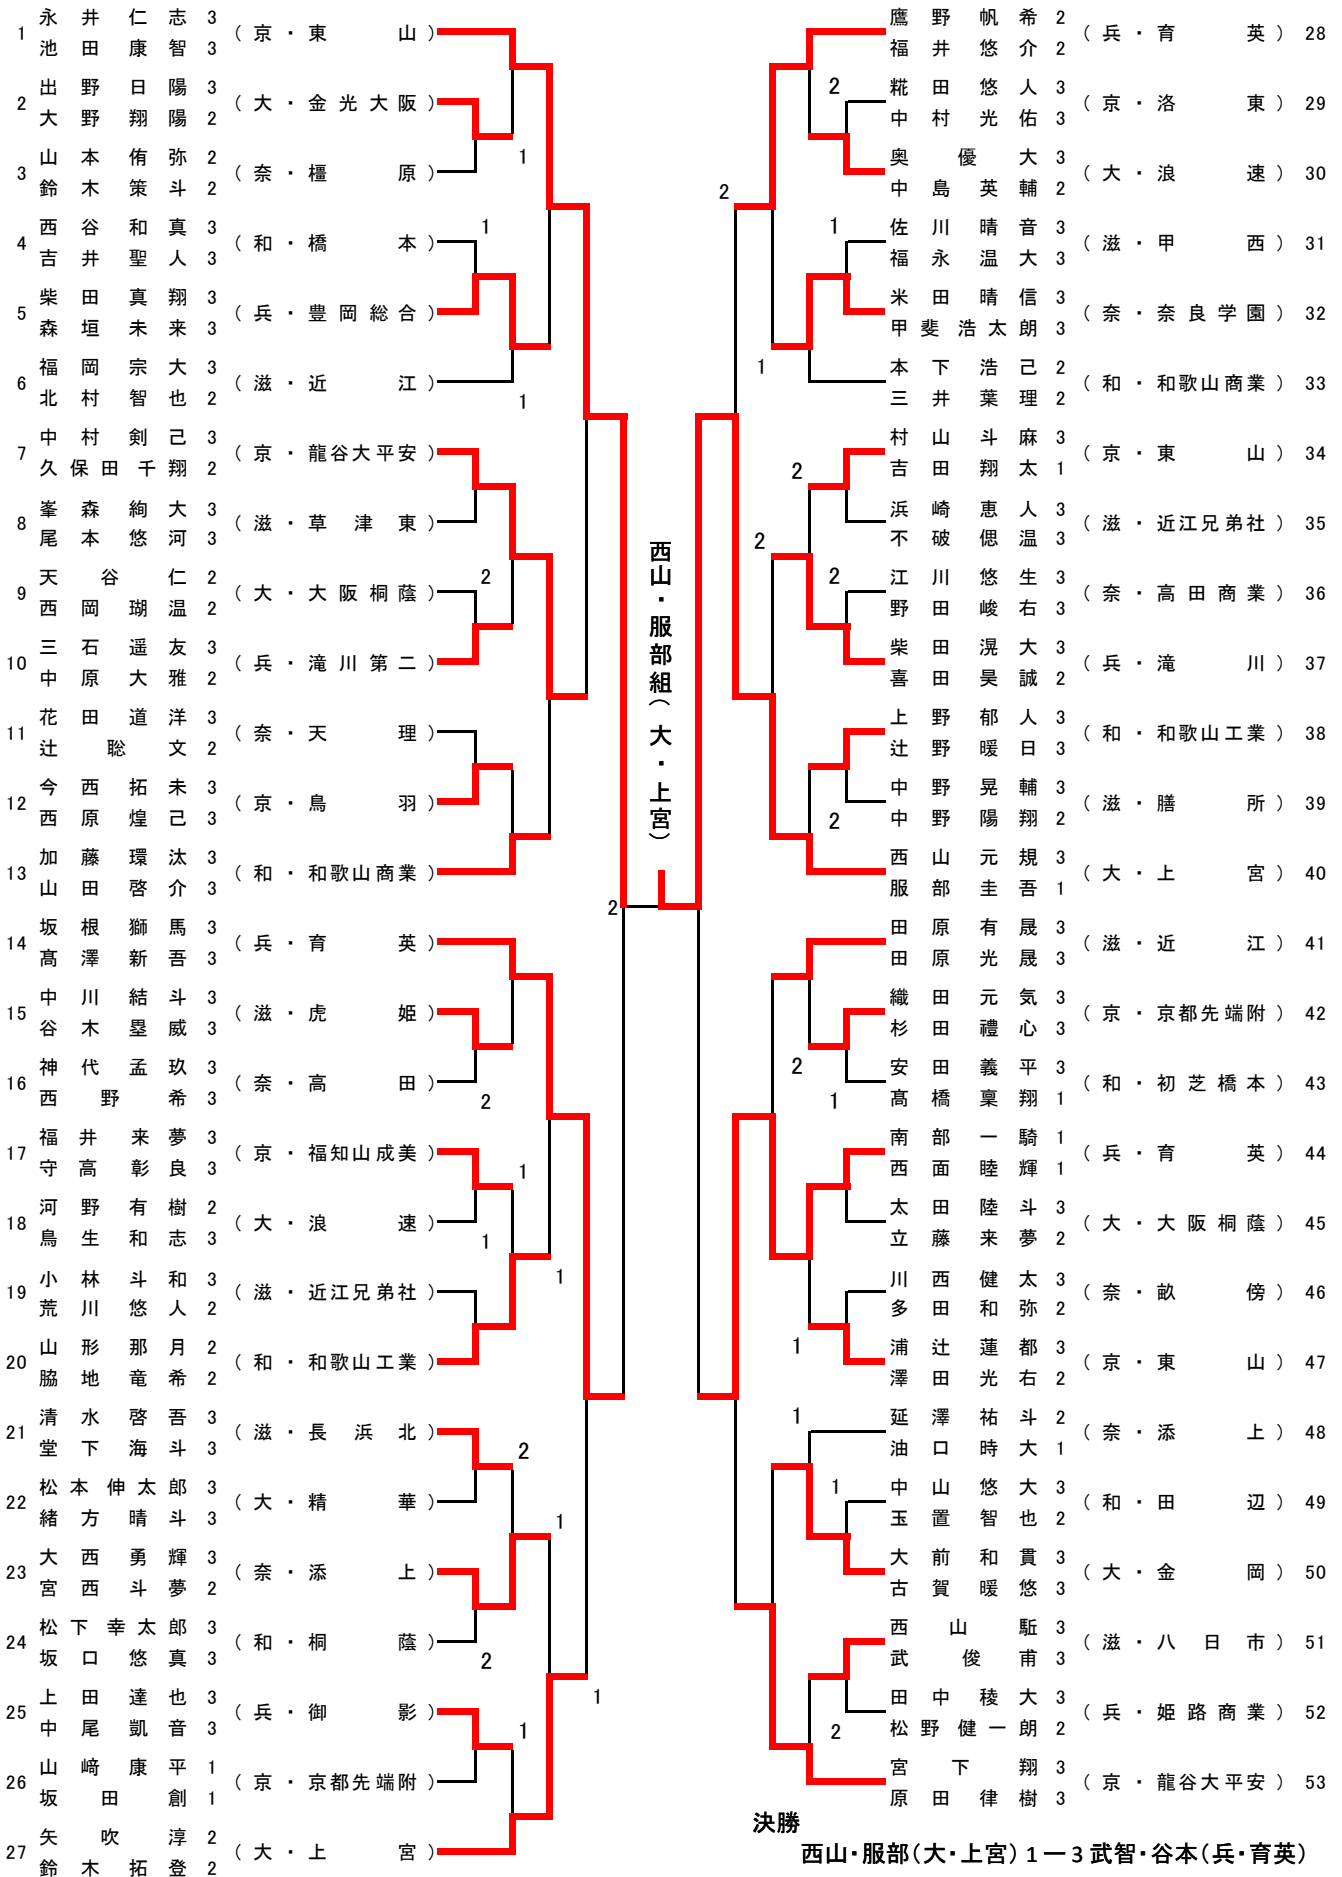 1 永井仁志 3 池田康智 3 (京・東山)
2 出野日陽 3 大野翔陽 2 (大・金光大阪)
3 山本侑弥 2 鈴木策斗 2 (奈・橿原)
1
4 西谷和真 3 吉井聖人 3 (和・橋本)
1
5 柴田真翔 3 森垣未来 3 (兵・豊岡総合)
6 福岡宗大 3 北村智也 2 (滋・近江)
1
7 中村剣己 3 久保田千翔 2 (京・龍谷大平安)
8 峯森絢大 3 尾本悠河 3 (滋・草津東)
9 天谷仁 2 西岡瑚温 2 (大・大阪桐蔭)
2
10 三石遥友 3 中原大雅 2 (兵・滝川第二)
11 花田道洋 3 辻聡文 2 (奈・天理)
12 今西拓未 3 西原煌己 3 (京・鳥羽)
13 加藤環汰 3 山田啓介 3 (和・和歌山商業)
2
14 坂根獅馬 3 髙澤新吾 3 (兵・育英)
15 中川結斗 3 谷木塁威 3 (滋・虎姫)
16 神代孟玖 3 西野希 3 (奈・高田)
2
17 福井来夢 3 守高彰良 3 (京・福知山成美)
1
18 河野有樹 2 鳥生和志 3 (大・浪速)
1
1
19 小林斗和 3 荒川悠人 2 (滋・近江兄弟社)
20 山形那月 2 脇地竜希 2 (和・和歌山工業)
21 清水啓吾 3 堂下海斗 3 (滋・長浜北)
2
22 松本伸太郎 3 緒方晴斗 3 (大・精華)
1
23 大西勇輝 3 宮西斗夢 2 (奈・添上)
24 松下幸太郎 3 坂口悠真 3 (和・桐蔭)
2
1
25 上田達也 3 中尾凱音 3 (兵・御影)
1
26 山﨑康平 1 坂田創 1 (京・京都先端附)
27 矢吹淳 2 鈴木拓登 2 (大・上宮)
西山・服部組(大・上宮)
鷹野帆希 2 福井悠介 2 (兵・育英) 28
2
糀田悠人 3 中村光佑 3 (京・洛東) 29
奥優大 3 中島英輔 2 (大・浪速) 30
2
1
佐川晴音 3 福永温大 3 (滋・甲西) 31
米田晴信 3 甲斐浩太朗 3 (奈・奈良学園) 32
1
本下浩己 2 三井葉理 2 (和・和歌山商業) 33
村山斗麻 3 吉田翔太 1 (京・東山) 34
2
浜崎恵人 3 不破偲温 3 (滋・近江兄弟社) 35
2
2
江川悠生 3 野田峻右 3 (奈・高田商業) 36
柴田滉大 3 喜田昊誠 2 (兵・滝川) 37
上野郁人 3 辻野暖日 3 (和・和歌山工業) 38
中野晃輔 3 中野陽翔 2 (滋・膳所) 39
2
西山元規 3 服部圭吾 1 (大・上宮) 40
田原有晟 3 田原光晟 3 (滋・近江) 41
織田元気 3 杉田禮心 3 (京・京都先端附) 42
2
安田義平 3 髙橋稟翔 1 (和・初芝橋本) 43
1
南部一騎 1 西面睦輝 1 (兵・育英) 44
太田陸斗 3 立藤来夢 2 (大・大阪桐蔭) 45
川西健太 3 多田和弥 2 (奈・畝傍) 46
1
浦辻蓮都 3 澤田光右 2 (京・東山) 47
1
延澤祐斗 2 油口時大 1 (奈・添上) 48
1
中山悠大 3 玉置智也 2 (和・田辺) 49
大前和貫 3 古賀暖悠 3 (大・金岡) 50
西山駈 3 武俊甫 3 (滋・八日市) 51
2
田中稜大 3 松野健一朗 2 (兵・姫路商業) 52
宮下翔 3 原田律樹 3 (京・龍谷大平安) 53
決勝
西山・服部(大・上宮) 1 ー 3 武智・谷本(兵・育英)